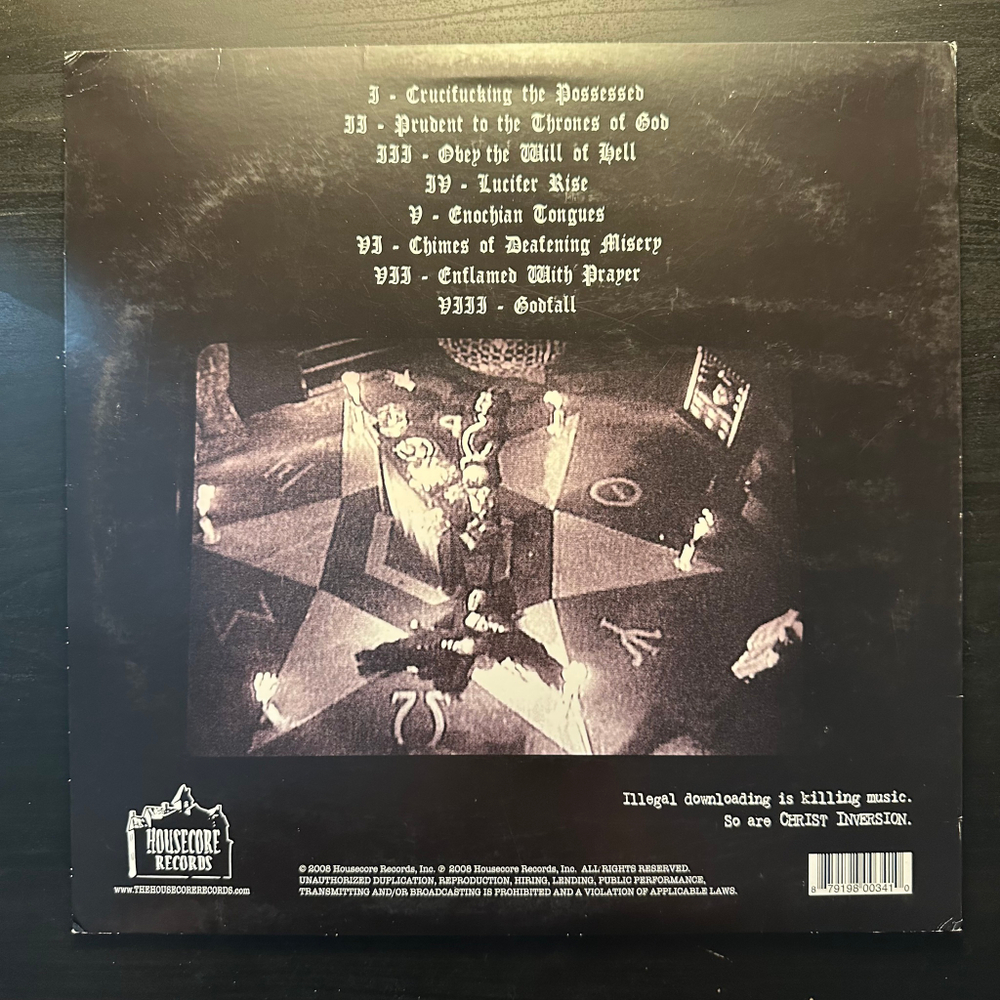 I - Crucifucking the Possessed
II - Prudent to the Thrones of God
III - Obey the Will of Hell
IV - Lucifer Rise
V - Enochian Tongues
VI - Chimes of Deafening Misery
VII - Enflamed With Prayer
VIII - Godfall
Illegal downloading is killing music.
So are CHRIST INVERSION.
HOUSECORE
RECORDS
www.THEHOUSECORERECORDS.com
© 2008 Housecore Records, Inc. ℗ 2008 Housecore Records, Inc. ALL RIGHTS RESERVED.
UNAUTHORIZED DUPLICATION, REPRODUCTION, HIRING, LENDING, PUBLIC PERFORMANCE,
TRANSMITTING AND/OR BROADCASTING IS PROHIBITED AND A VIOLATION OF APPLICABLE LAWS.
8 79198 00341 0